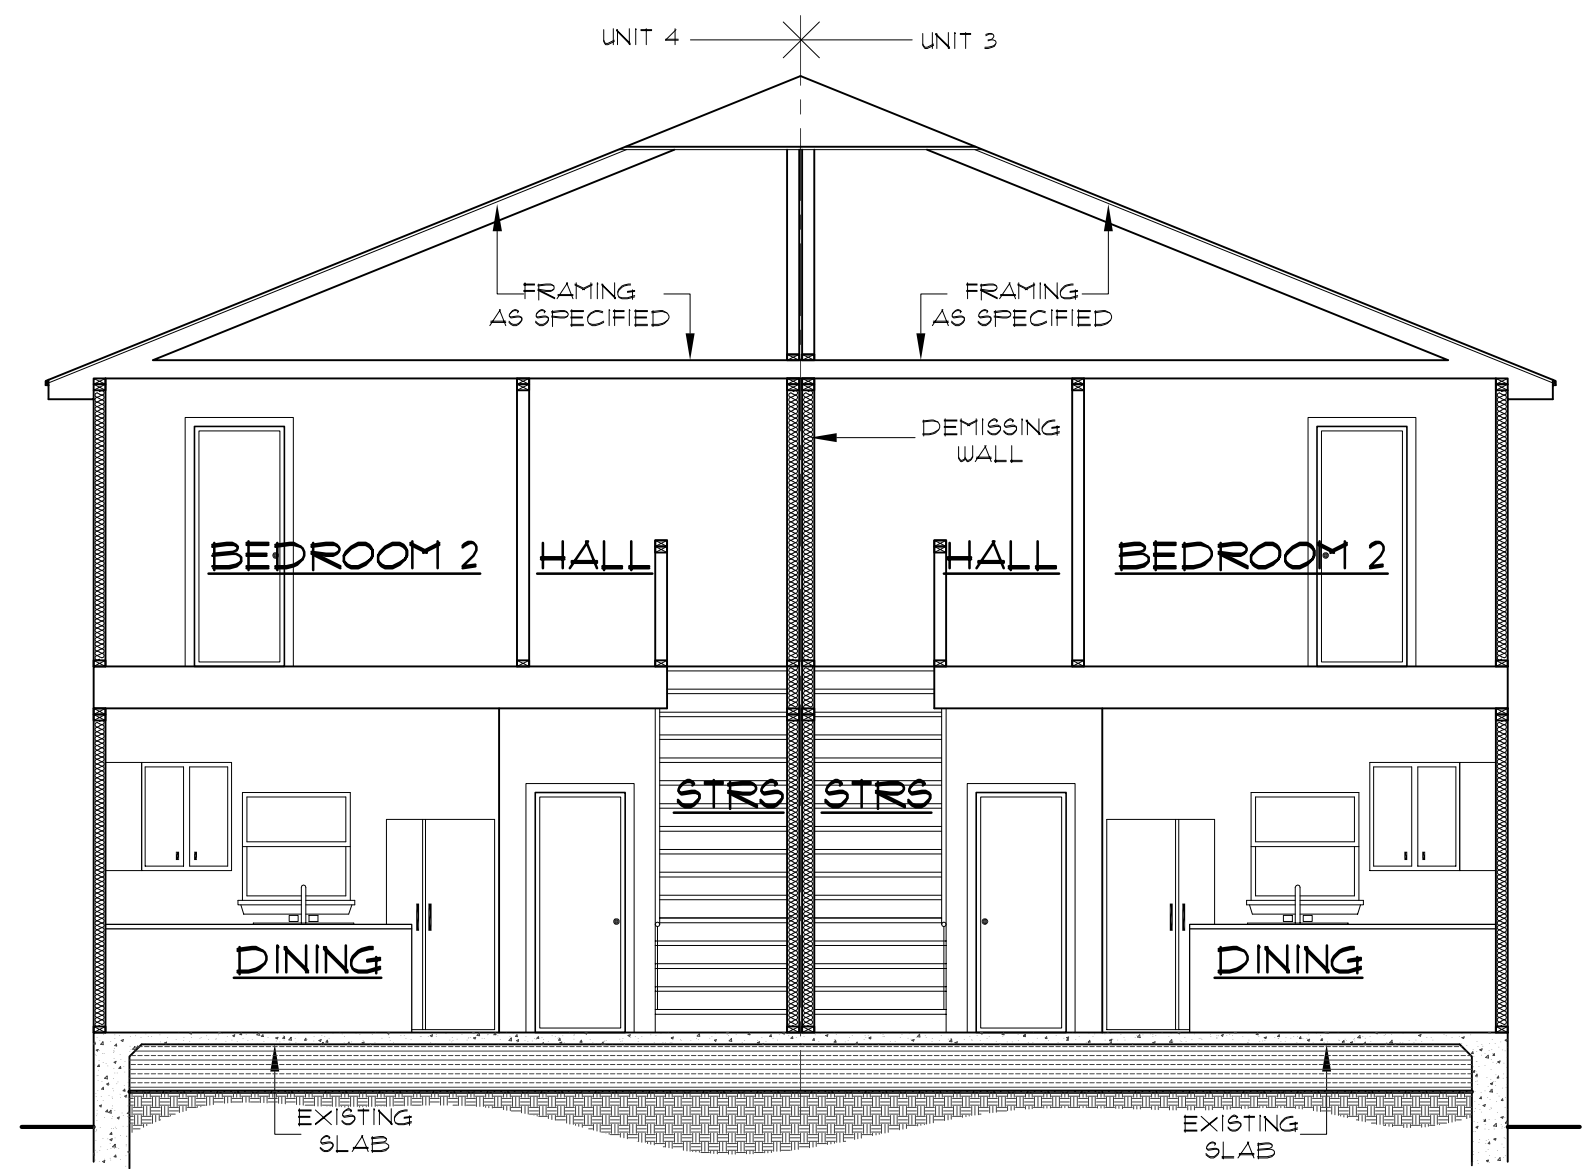 UNIT 4
UNIT 3
FRAMING
AS SPECIFIED
FRAMING
AS SPECIFIED
DEMISSING
WALL
BEDROOM 2
HALL
HALL
BEDROOM 2
STRS
STRS
DINING
DINING
EXISTING
SLAB
EXISTING
SLAB